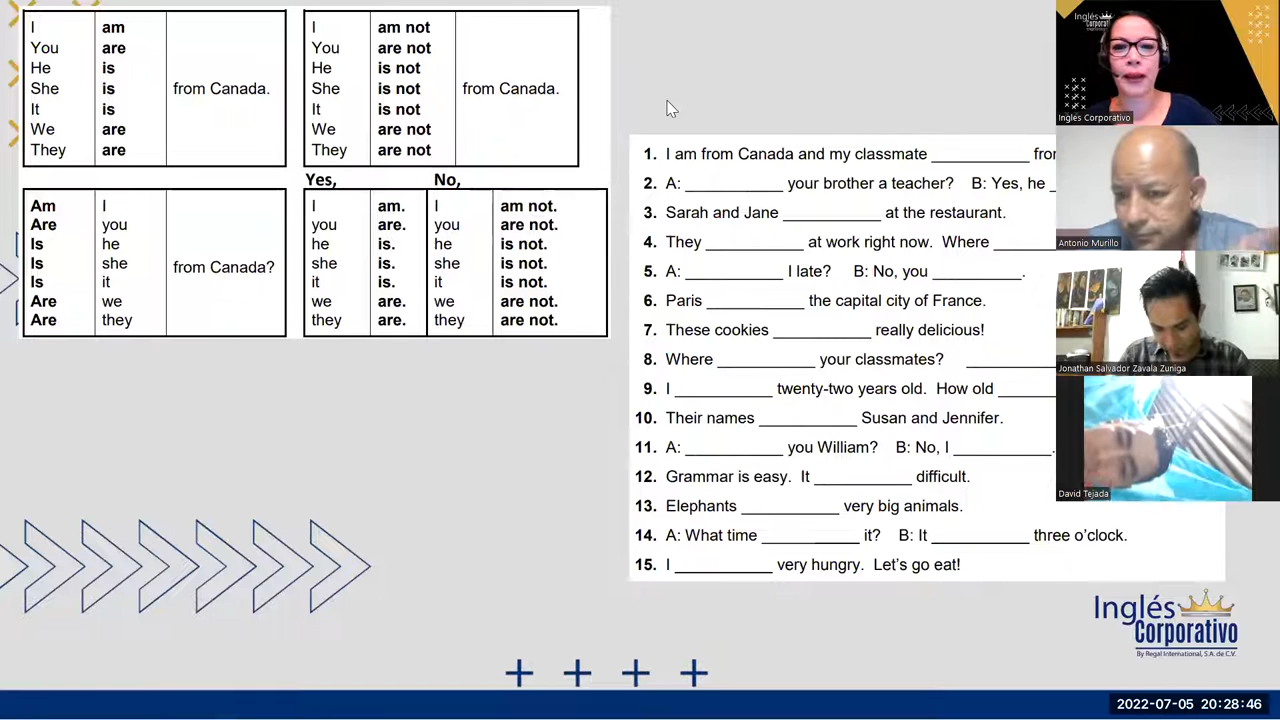 I am
You are
He is
She is
It is
We are
They are
from Canada.
I am not
You are not
He is not
She is not
It is not
We are not
They are not
from Canada.
Am I
Are you
Is he
Is she
Is it
Are we
Are they
from Canada?
Yes, No,
I am. I am not.
you are. you are not.
he is. he is not.
she is. she is not.
it is. it is not.
we are. we are not.
they are. they are not.
1. I am from Canada and my classmate ___________
2. A: ___________ your brother a teacher? B: Yes, he
3. Sarah and Jane ___________ at the restaurant.
4. They ___________ at work right now. Where ___________
5. A: ___________ I late? B: No, you ___________.
6. Paris ___________ the capital city of France.
7. These cookies ___________ really delicious!
8. Where ___________ your classmates? ___________
9. I ___________ twenty-two years old. How old ___________
10. Their names ___________ Susan and Jennifer.
11. A: ___________ you William? B: No, I ___________.
12. Grammar is easy. It ___________ difficult.
13. Elephants ___________ very big animals.
14. A: What time ___________ it? B: It ___________ three o'clock.
15. I ___________ very hungry. Let's go eat!
Inglés
Corporativo
Inglés Corporativo
Antonio Murillo
Jonathan Salvador Zavala Zuniga
David Tejada
Inglés
Corporativo
By Regal International, S.A. de C.V.
2022-07-05 20:28:46